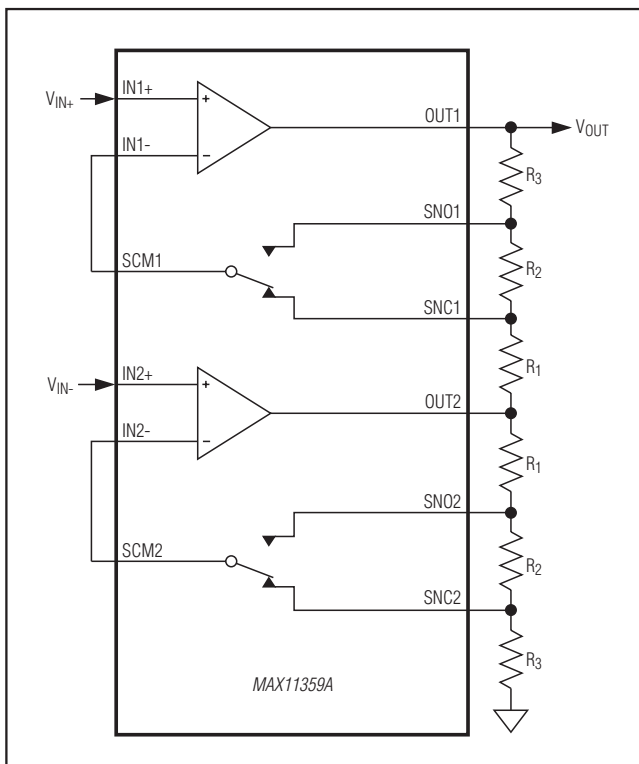 IN1+
V_IN+
+
OUT1
V_OUT
IN1-
-
R3
SNO1
SCM1
R2
SNC1
R1
IN2+
V_IN-
+
OUT2
IN2-
-
R1
SNO2
SCM2
R2
SNC2
R3
MAX11359A